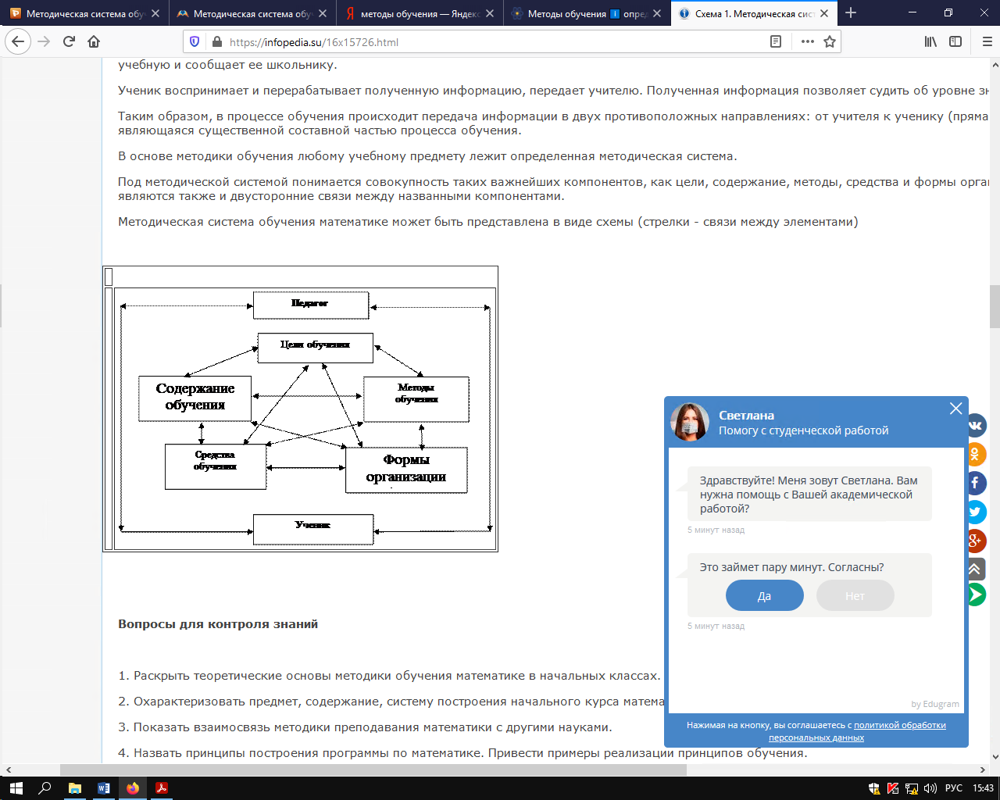 Методическая система обу
Методическая система обу
методы обучения — Яндекс
Методы обучения опред
Схема 1. Методическая сист
https://infopedia.su/16x15726.html
учебную и сообщает ее школьнику.
Ученик воспринимает и перерабатывает полученную информацию, передает учителю. Полученная информация позволяет судить об уровне зн
Таким образом, в процессе обучения происходит передача информации в двух противоположных направлениях: от учителя к ученику (пряма
являющаяся существенной составной частью процесса обучения.
В основе методики обучения любому учебному предмету лежит определенная методическая система.
Под методической системой понимается совокупность таких важнейших компонентов, как цели, содержание, методы, средства и формы орга
являются также и двусторонние связи между названными компонентами.
Методическая система обучения математике может быть представлена в виде схемы (стрелки - связи между элементами)
Педагог
Цели обучения
Содержание
обучения
Методы
обучения
Средства
обучения
Формы
организации
Ученик
Вопросы для контроля знаний
1. Раскрыть теоретические основы методики обучения математике в начальных классах.
2. Охарактеризовать предмет, содержание, систему построения начального курса матема
3. Показать взаимосвязь методики преподавания математики с другими науками.
4. Назвать принципы построения программы по математике. Привести примеры реализации принципов обучения.
Светлана
Помогу с студенческой работой
Здравствуйте! Меня зовут Светлана. Вам
нужна помощь с Вашей академической
работой?
5 минут назад
Это займет пару минут. Согласны?
Да
Нет
5 минут назад
by Edugram
Нажимая на кнопку, вы соглашаетесь с политикой обработки
персональных данных
РУС
15:43